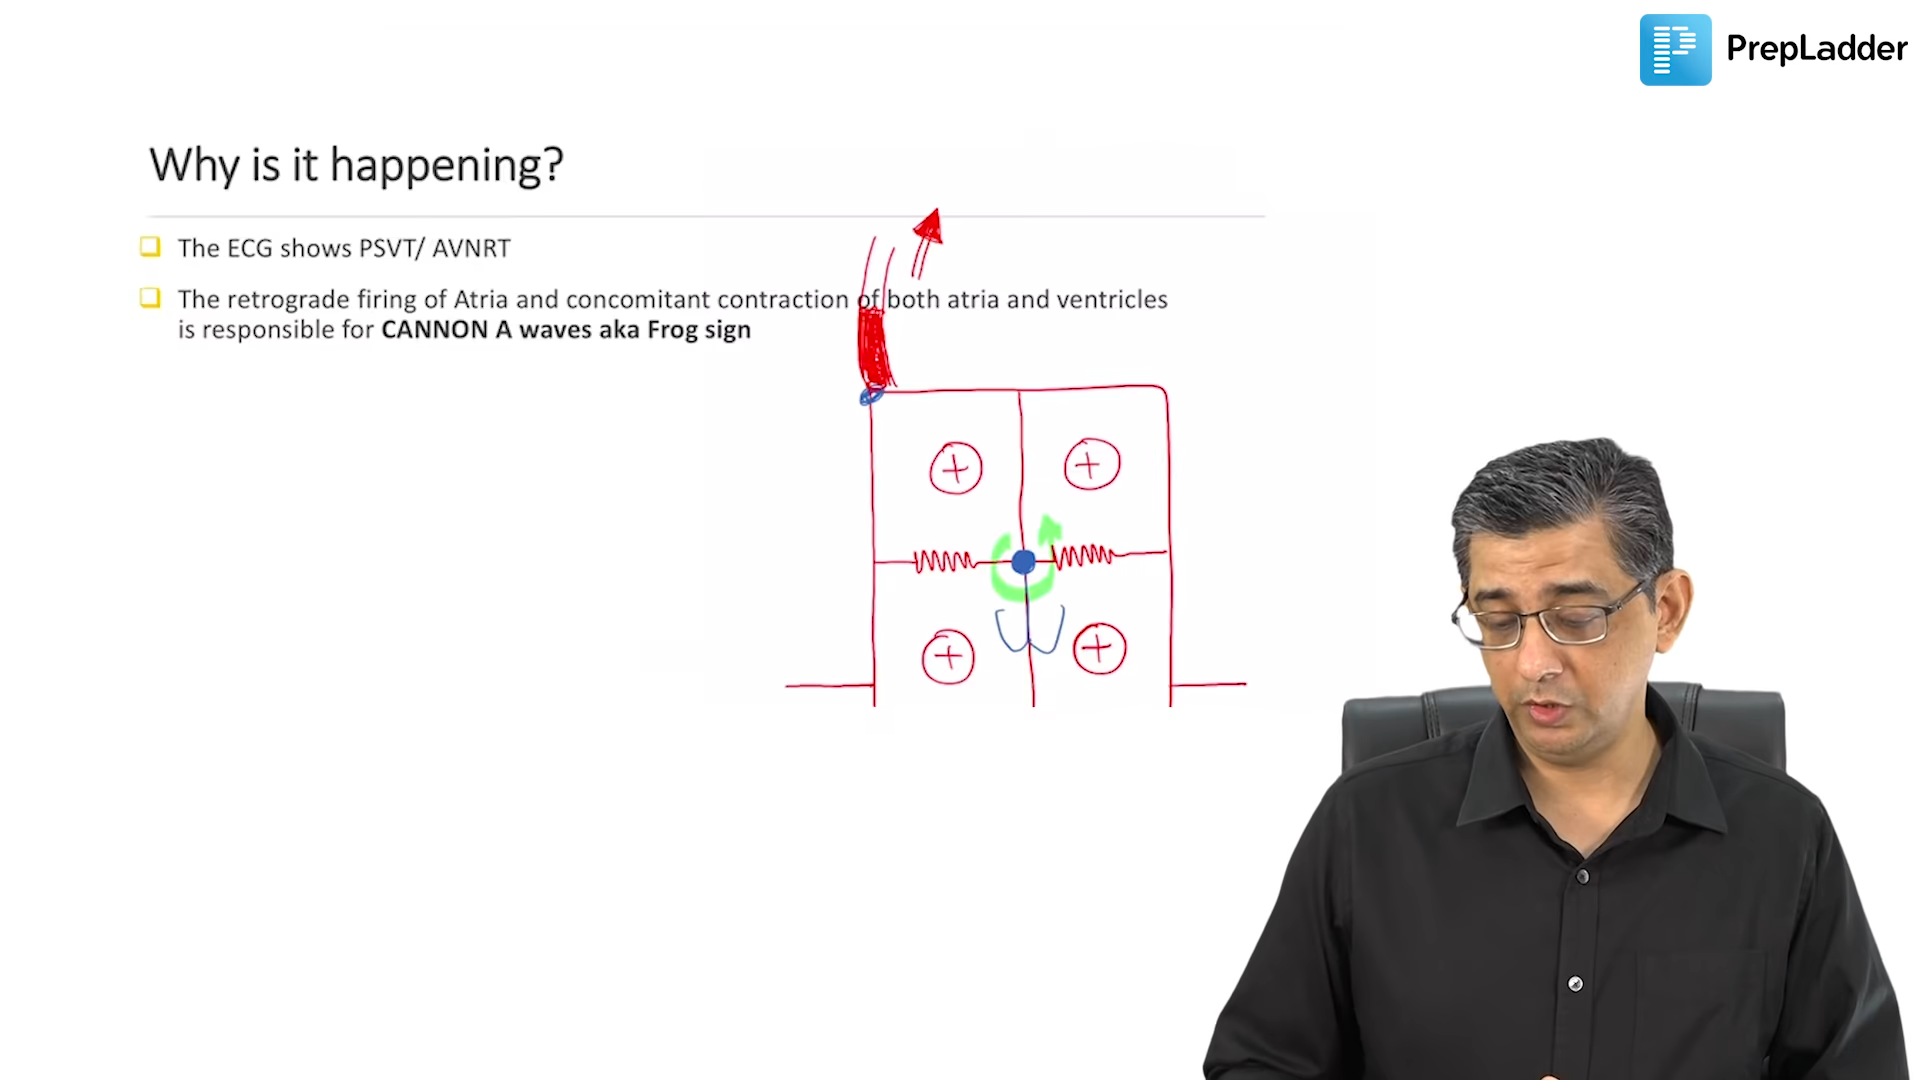 PrepLadder
Why is it happening?
The ECG shows PSVT/ AVNRT
The retrograde firing of Atria and concomitant contraction of both atria and ventricles
is responsible for CANNON A waves aka Frog sign
+ +
+ +